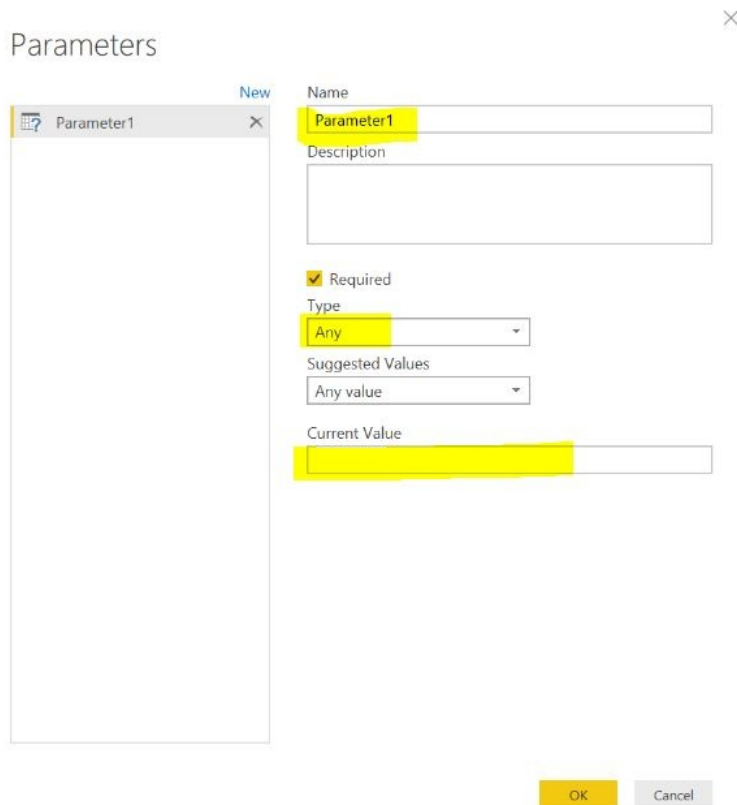 Parameters
New
Parameter1
Name
Parameter1
Description
Required
Type
Any
Suggested Values
Any value
Current Value
OK
Cancel